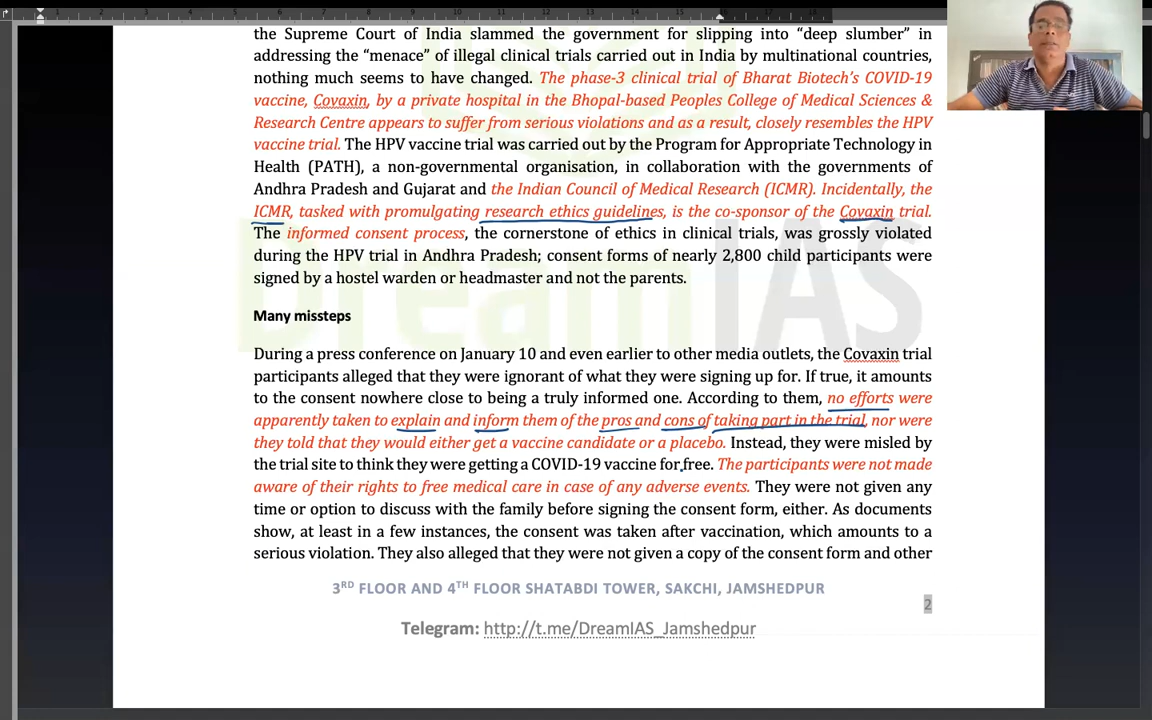 the Supreme Court of India slammed the government for slipping into “deep slumber” in
addressing the “menace” of illegal clinical trials carried out in India by multinational countries,
nothing much seems to have changed. The phase-3 clinical trial of Bharat Biotech’s COVID-19
vaccine, Covaxin, by a private hospital in the Bhopal-based Peoples College of Medical Sciences &
Research Centre appears to suffer from serious violations and as a result, closely resembles the HPV
vaccine trial. The HPV vaccine trial was carried out by the Program for Appropriate Technology in
Health (PATH), a non-governmental organisation, in collaboration with the governments of
Andhra Pradesh and Gujarat and the Indian Council of Medical Research (ICMR). Incidentally, the
ICMR, tasked with promulgating research ethics guidelines, is the co-sponsor of the Covaxin trial.
The informed consent process, the cornerstone of ethics in clinical trials, was grossly violated
during the HPV trial in Andhra Pradesh; consent forms of nearly 2,800 child participants were
signed by a hostel warden or headmaster and not the parents.
Many missteps
During a press conference on January 10 and even earlier to other media outlets, the Covaxin trial
participants alleged that they were ignorant of what they were signing up for. If true, it amounts
to the consent nowhere close to being a truly informed one. According to them, no efforts were
apparently taken to explain and inform them of the pros and cons of taking part in the trial, nor were
they told that they would either get a vaccine candidate or a placebo. Instead, they were misled by
the trial site to think they were getting a COVID-19 vaccine for free. The participants were not made
aware of their rights to free medical care in case of any adverse events. They were not given any
time or option to discuss with the family before signing the consent form, either. As documents
show, at least in a few instances, the consent was taken after vaccination, which amounts to a
serious violation. They also alleged that they were not given a copy of the consent form and other
3RD FLOOR AND 4TH FLOOR SHATABDI TOWER, SAKCHI, JAMSHEDPUR
2
Telegram: http://t.me/DreamIAS_Jamshedpur
DreamIAS